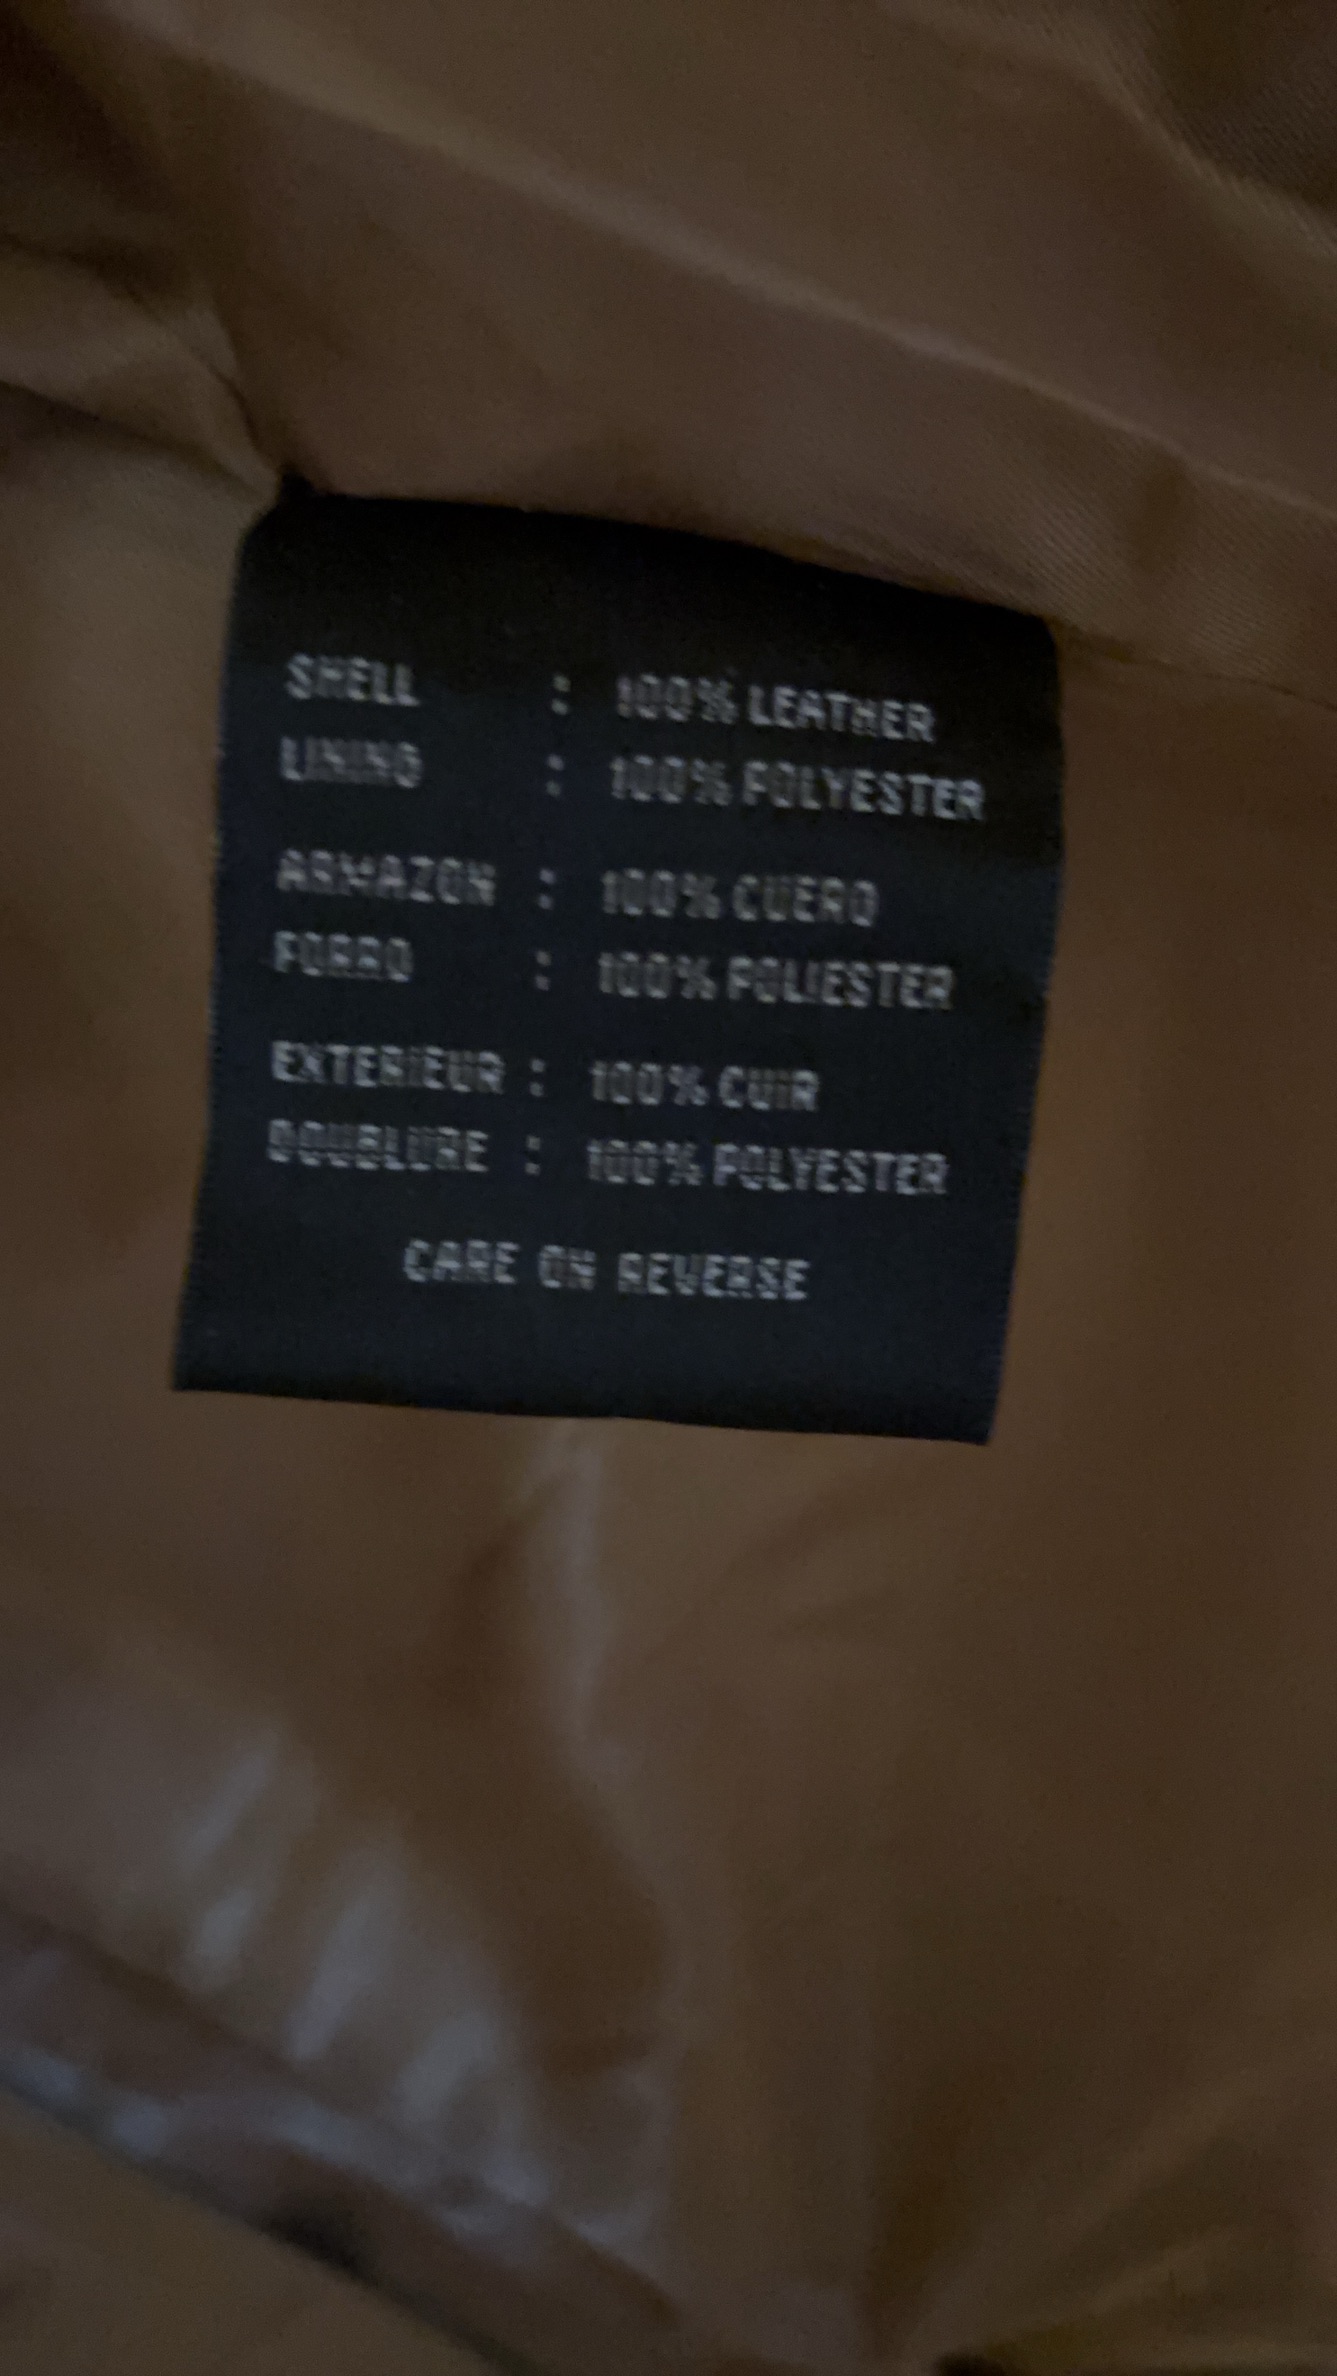 SHELL : 100% LEATHER
LINING : 100% POLYESTER
ARMAZON : 100% CUERO
FORRO : 100% POLIESTER
EXTERIEUR : 100% CUIR
DOUBLURE : 100% POLYESTER
CARE ON REVERSE